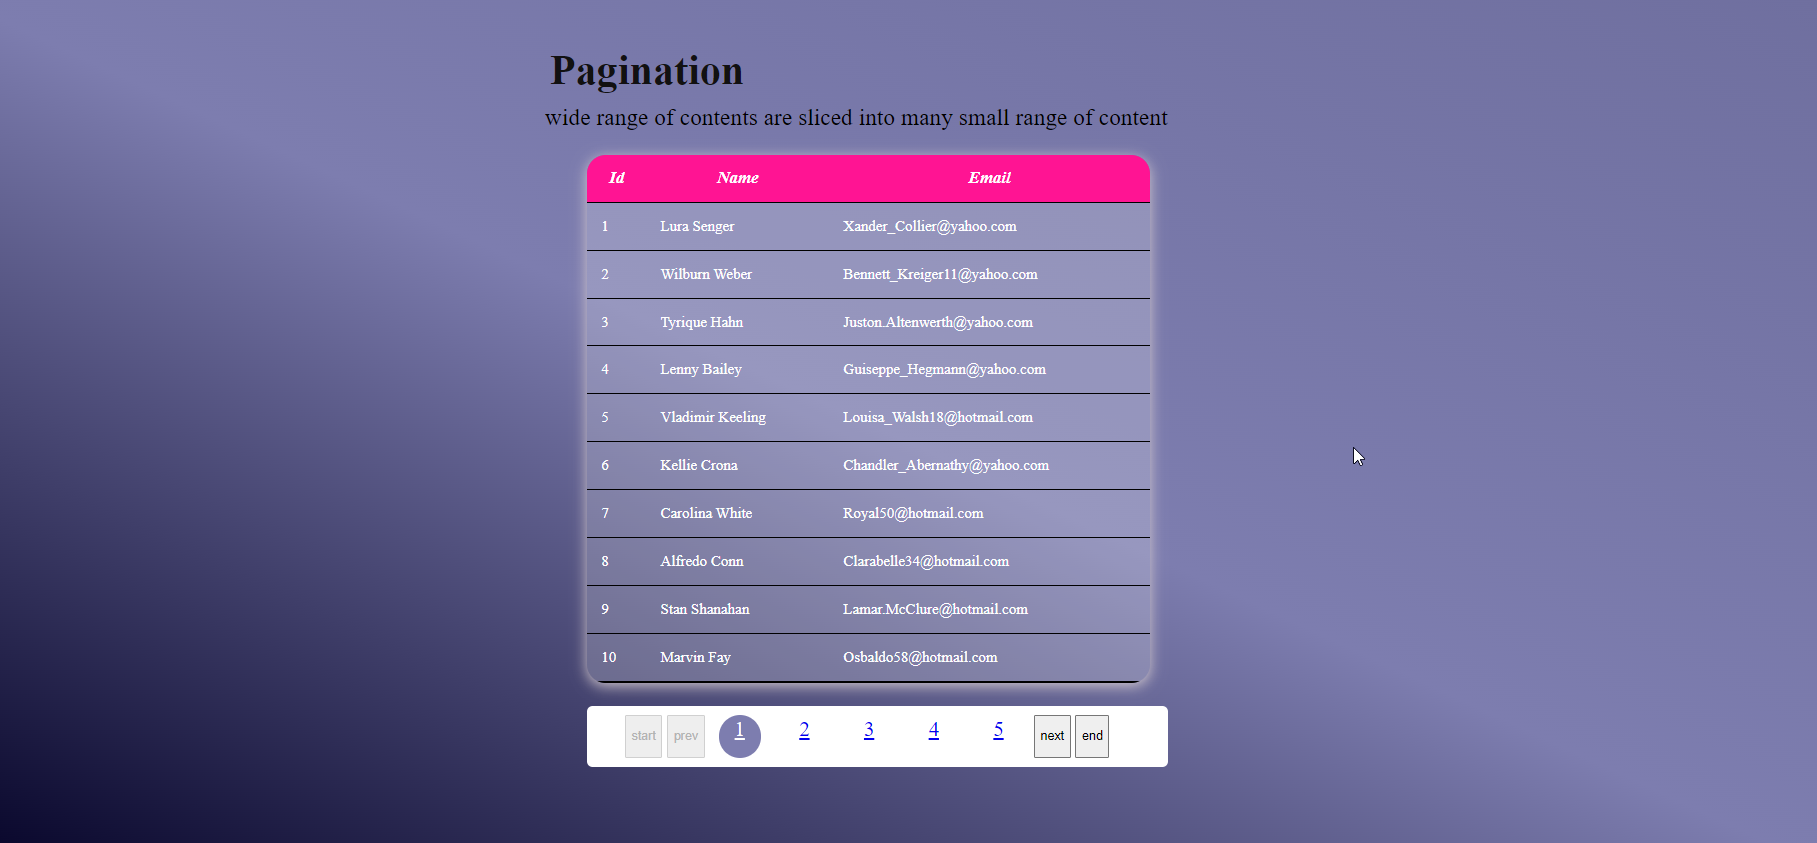 Pagination
wide range of contents are sliced into many small range of content
Id Name Email
1 Lura Senger Xander_Collier@yahoo.com
2 Wilburn Weber Bennett_Kreiger11@yahoo.com
3 Tyrique Hahn Juston.Altenwerth@yahoo.com
4 Lenny Bailey Guiseppe_Hegmann@yahoo.com
5 Vladimir Keeling Louisa_Walsh18@hotmail.com
6 Kellie Crona Chandler_Abernathy@yahoo.com
7 Carolina White Royal50@hotmail.com
8 Alfredo Conn Clarabelle34@hotmail.com
9 Stan Shanahan Lamar.McClure@hotmail.com
10 Marvin Fay Osbaldo58@hotmail.com
start prev 1 2 3 4 5 next end